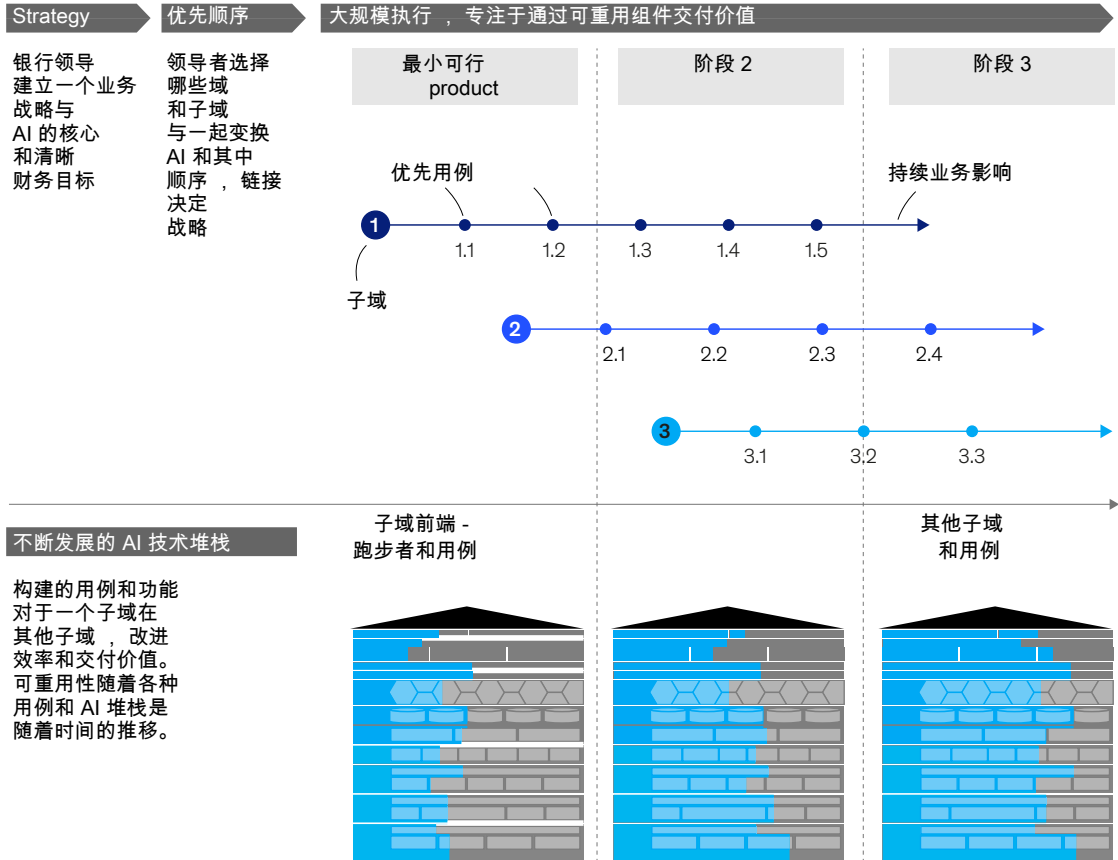 Strategy
优先顺序
大规模执行 ，专注于通过可重用组件交付价值
银行领导
建立一个业务
战略与
AI 的核心
和清晰
财务目标
领导者选择
哪些域
和子域
与一起变换
AI 和其中
顺序 ，链接
决定
战略
最小可行
product
阶段 2
阶段 3
优先用例
持续业务影响
1
1.1
1.2
1.3
1.4
1.5
子域
2
2.1
2.2
2.3
2.4
3
3.1
3.2
3.3
不断发展的 AI 技术堆栈
构建的用例和功能
对于一个子域在
其他子域 ，改进
效率和交付价值。
可重用性随着各种
用例和 AI 堆栈是
随着时间的推移。
子域前端 -
跑步者和用例
其他子域
和用例